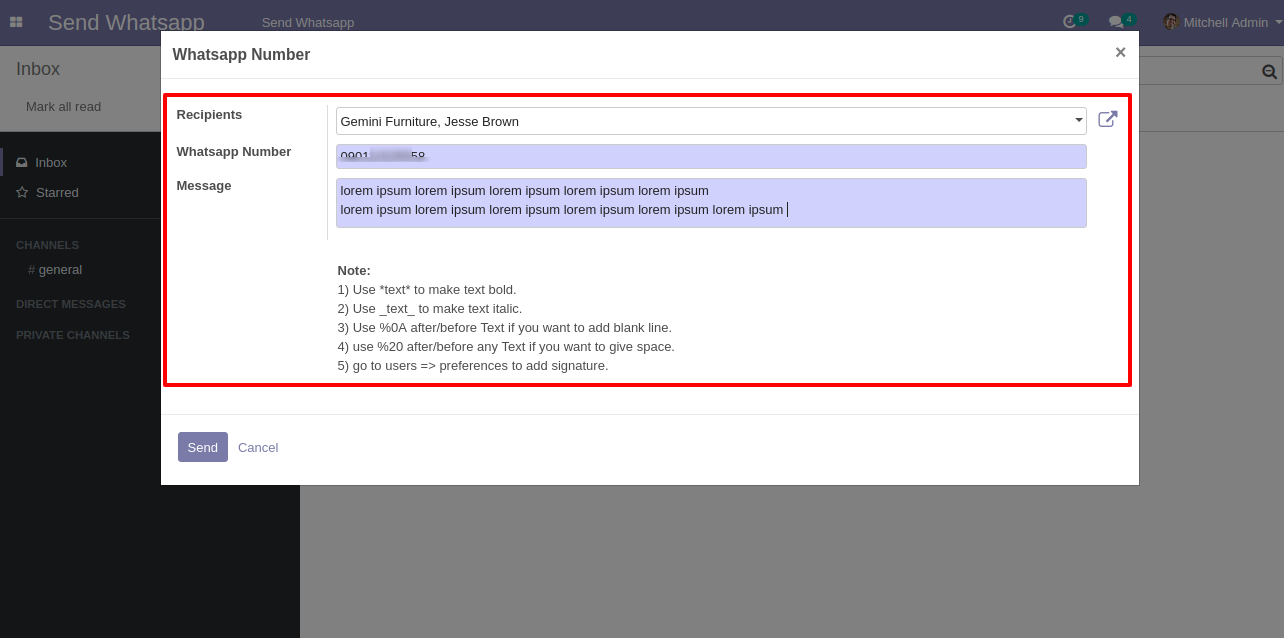 Send Whatsapp
Send Whatsapp
9
4
Mitchell Admin
Inbox
Mark all read
Inbox
Starred
CHANNELS
# general
DIRECT MESSAGES
PRIVATE CHANNELS
Whatsapp Number
×
Recipients
Gemini Furniture, Jesse Brown
Whatsapp Number
Message
lorem ipsum lorem ipsum lorem ipsum lorem ipsum lorem ipsum
lorem ipsum lorem ipsum lorem ipsum lorem ipsum lorem ipsum lorem ipsum
Note:
1) Use *text* to make text bold.
2) Use _text_ to make text italic.
3) Use %0A after/before Text if you want to add blank line.
4) use %20 after/before any Text if you want to give space.
5) go to users => preferences to add signature.
Send
Cancel